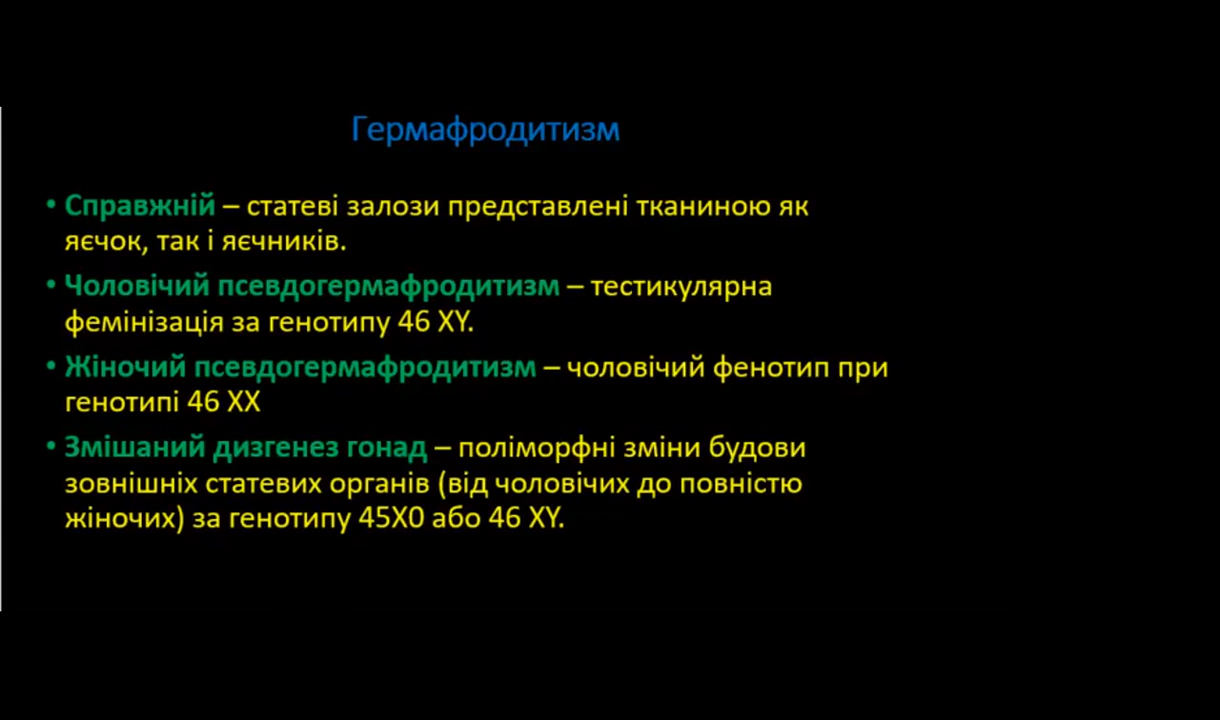 Гермафродитизм
• Справжній – статеві залози представлені тканиною як
яєчок, так і яєчників.
• Чоловічий псевдогермафродитизм – тестикулярна
фемінізація за генотипу 46 XY.
• Жіночий псевдогермафродитизм – чоловічий фенотип при
генотипі 46 XX
• Змішаний дизгенез гонад – поліморфні зміни будови
зовнішніх статевих органів (від чоловічих до повністю
жіночих) за генотипу 45X0 або 46 XY.